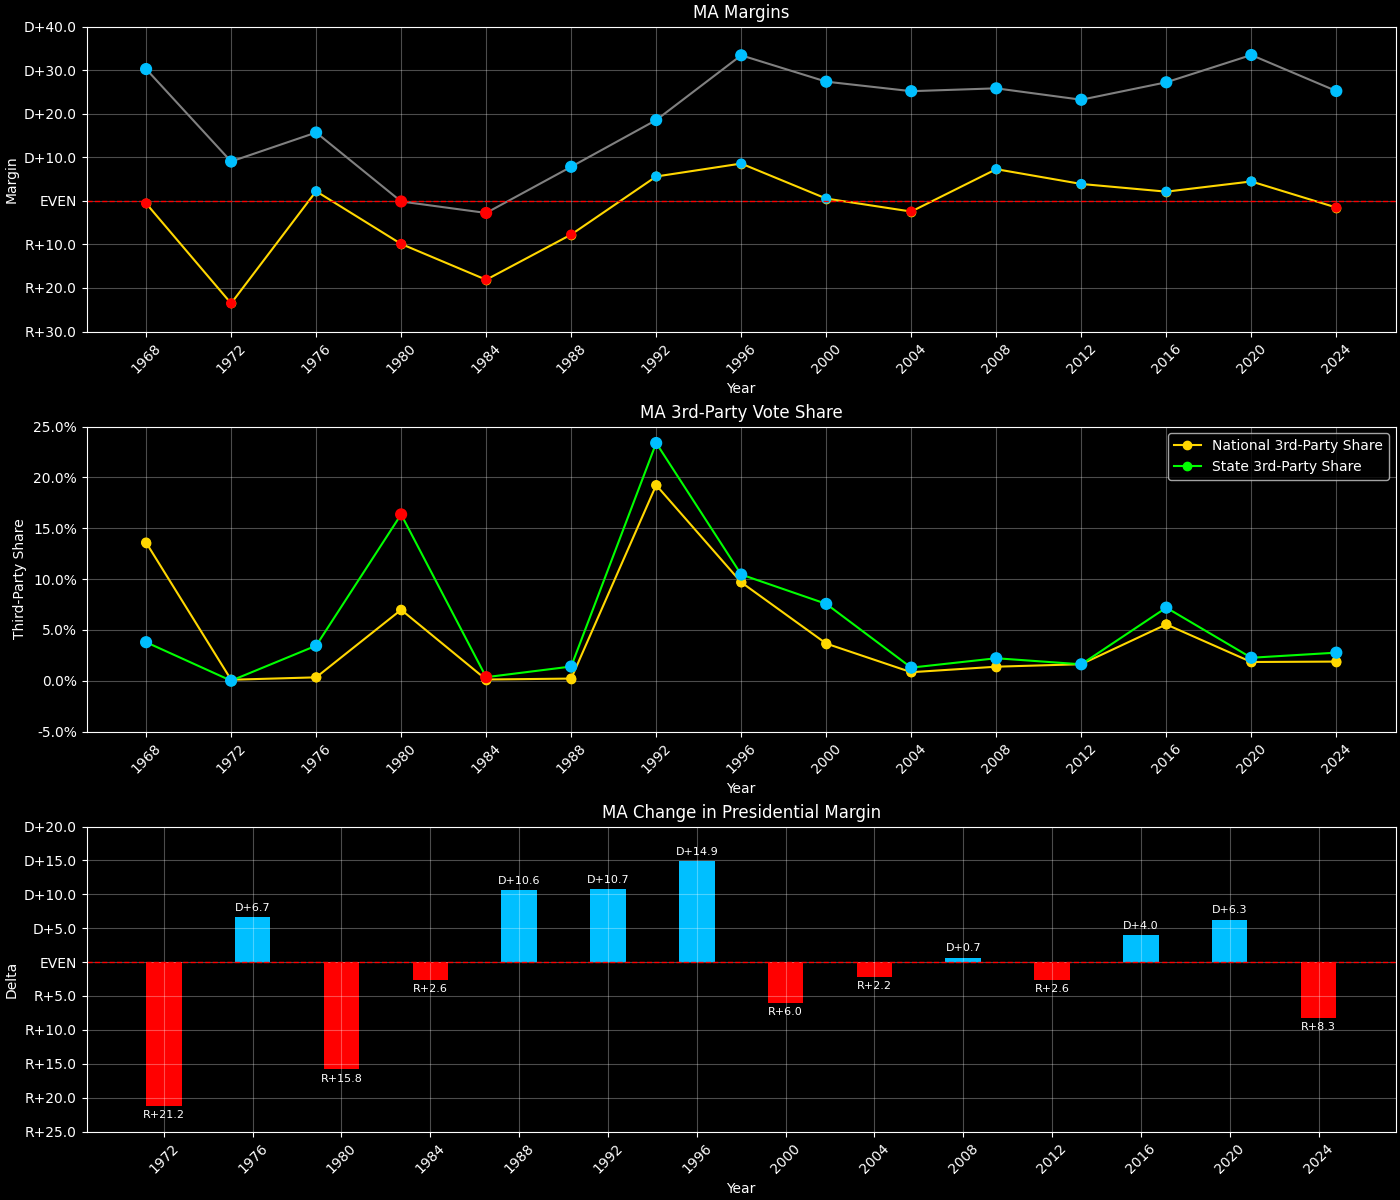 MA Margins
D+40.0
D+30.0
D+20.0
D+10.0
EVEN
R+10.0
R+20.0
R+30.0
Margin
1968 1972 1976 1980 1984 1988 1992 1996 2000 2004 2008 2012 2016 2020 2024
Year
MA 3rd-Party Vote Share
25.0%
20.0%
15.0%
10.0%
5.0%
0.0%
-5.0%
Third-Party Share
National 3rd-Party Share
State 3rd-Party Share
1968 1972 1976 1980 1984 1988 1992 1996 2000 2004 2008 2012 2016 2020 2024
Year
MA Change in Presidential Margin
D+20.0
D+15.0
D+10.0
D+5.0
EVEN
R+5.0
R+10.0
R+15.0
R+20.0
R+25.0
Delta
R+21.2
D+6.7
R+15.8
R+2.6
D+10.6
D+10.7
D+14.9
R+6.0
R+2.2
D+0.7
R+2.6
D+4.0
D+6.3
R+8.3
1972 1976 1980 1984 1988 1992 1996 2000 2004 2008 2012 2016 2020 2024
Year